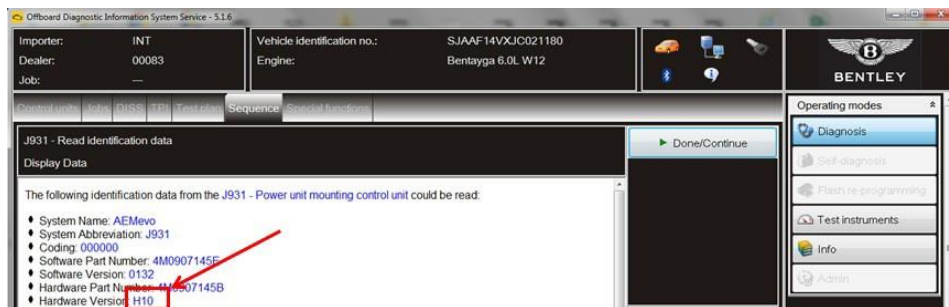 Offboard Diagnostic Information System Service - 5.1.6
Importer: INT
Dealer: 00083
Job: ---
Vehicle identification no.: SJAAF14VXJC021180
Engine: Bentayga 6.0L W12
B
BENTLEY
Control units Jobs DISS TPI Test plan Sequence Special functions
Operating modes
J931 - Read identification data
Display Data
Done/Continue
Diagnosis
Self-diagnosis
Flash re-programming
Test instruments
Info
Admin
The following identification data from the J931 - Power unit mounting control unit could be read:
System Name: AEMevo
System Abbreviation: J931
Coding: 000000
Software Part Number: 4M0907145E
Software Version: 0132
Hardware Part Number: 4M0907145B
Hardware Version: H10